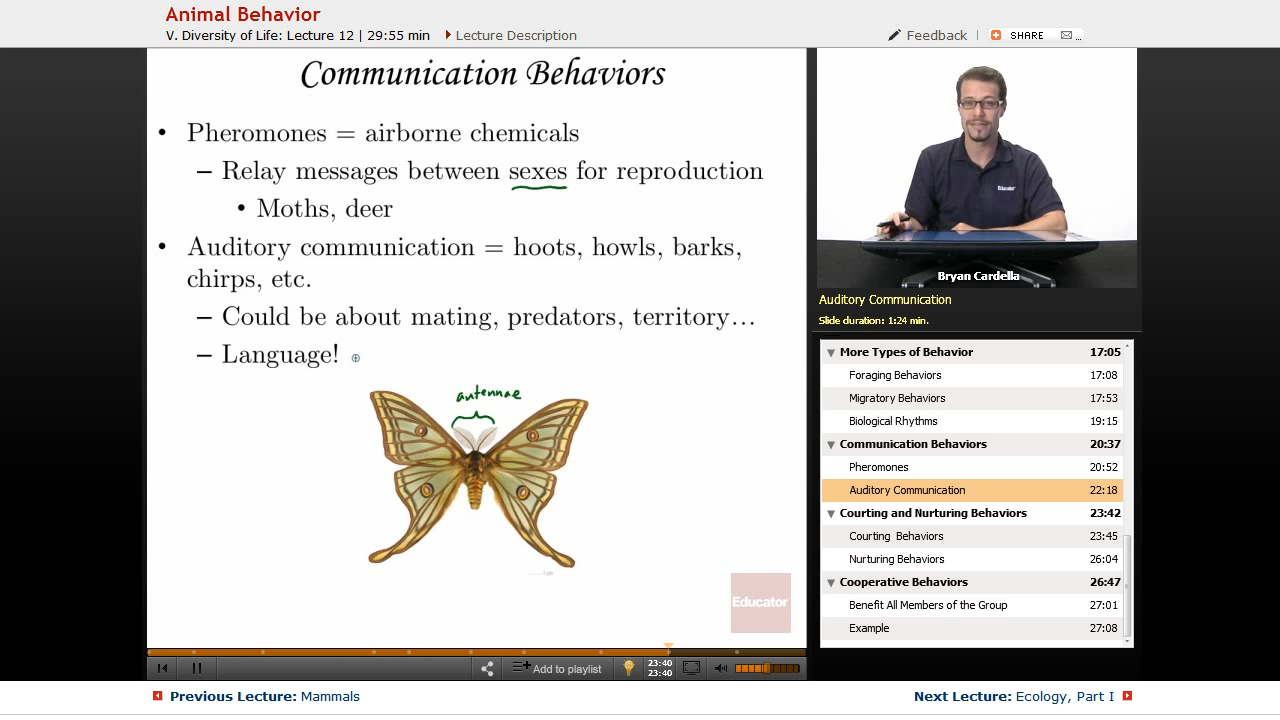 Animal Behavior
V. Diversity of Life: Lecture 12 | 29:55 min
Lecture Description
Feedback
SHARE
...
Communication Behaviors
• Pheromones = airborne chemicals
– Relay messages between sexes for reproduction
• Moths, deer
• Auditory communication = hoots, howls, barks,
chirps, etc.
– Could be about mating, predators, territory...
– Language!
antennae
Educator
Educator
Bryan Cardella
Auditory Communication
Slide duration: 1:24 min.
More Types of Behavior 17:05
Foraging Behaviors 17:08
Migratory Behaviors 17:53
Biological Rhythms 19:15
Communication Behaviors 20:37
Pheromones 20:52
Auditory Communication 22:18
Courting and Nurturing Behaviors 23:42
Courting Behaviors 23:45
Nurturing Behaviors 26:04
Cooperative Behaviors 26:47
Benefit All Members of the Group 27:01
Example 27:08
Add to playlist
23:40
23:40
Previous Lecture: Mammals
Next Lecture: Ecology, Part I